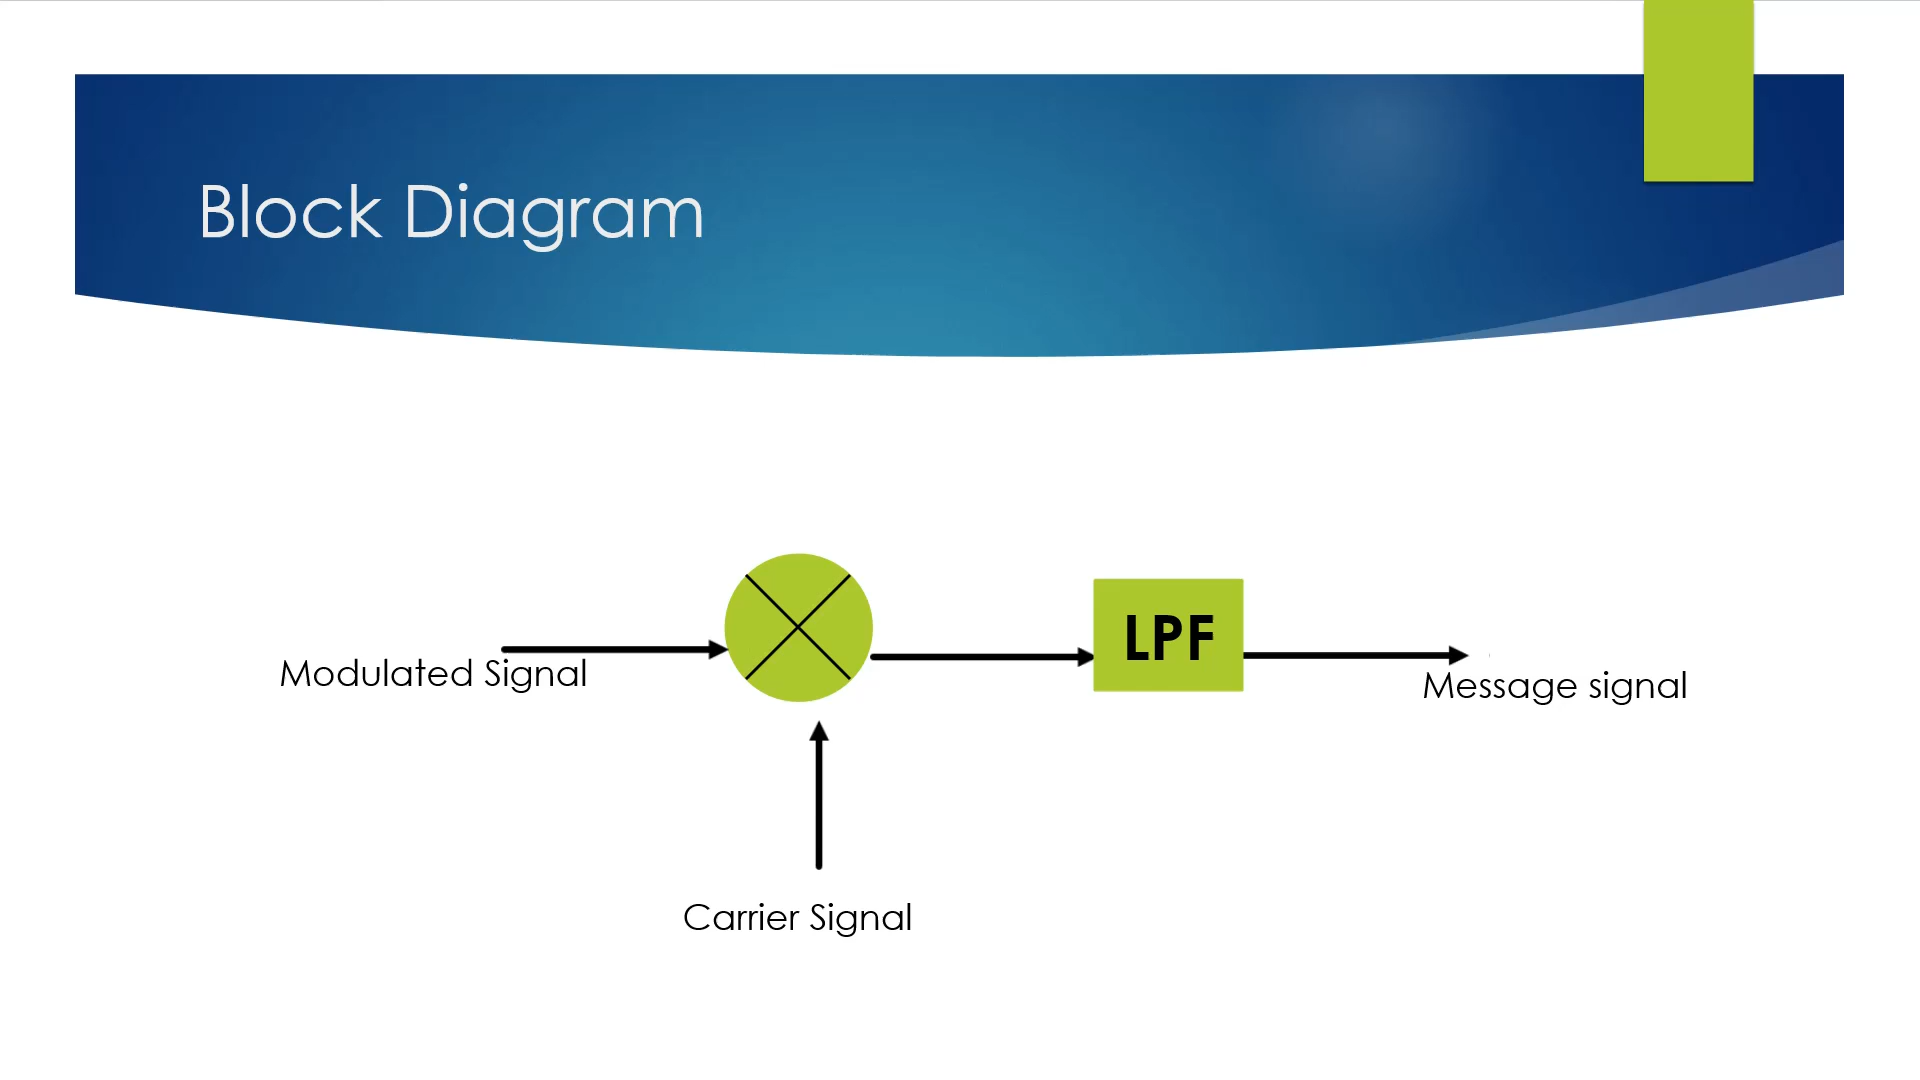 Block Diagram
LPF
Modulated Signal
Message signal
Carrier Signal